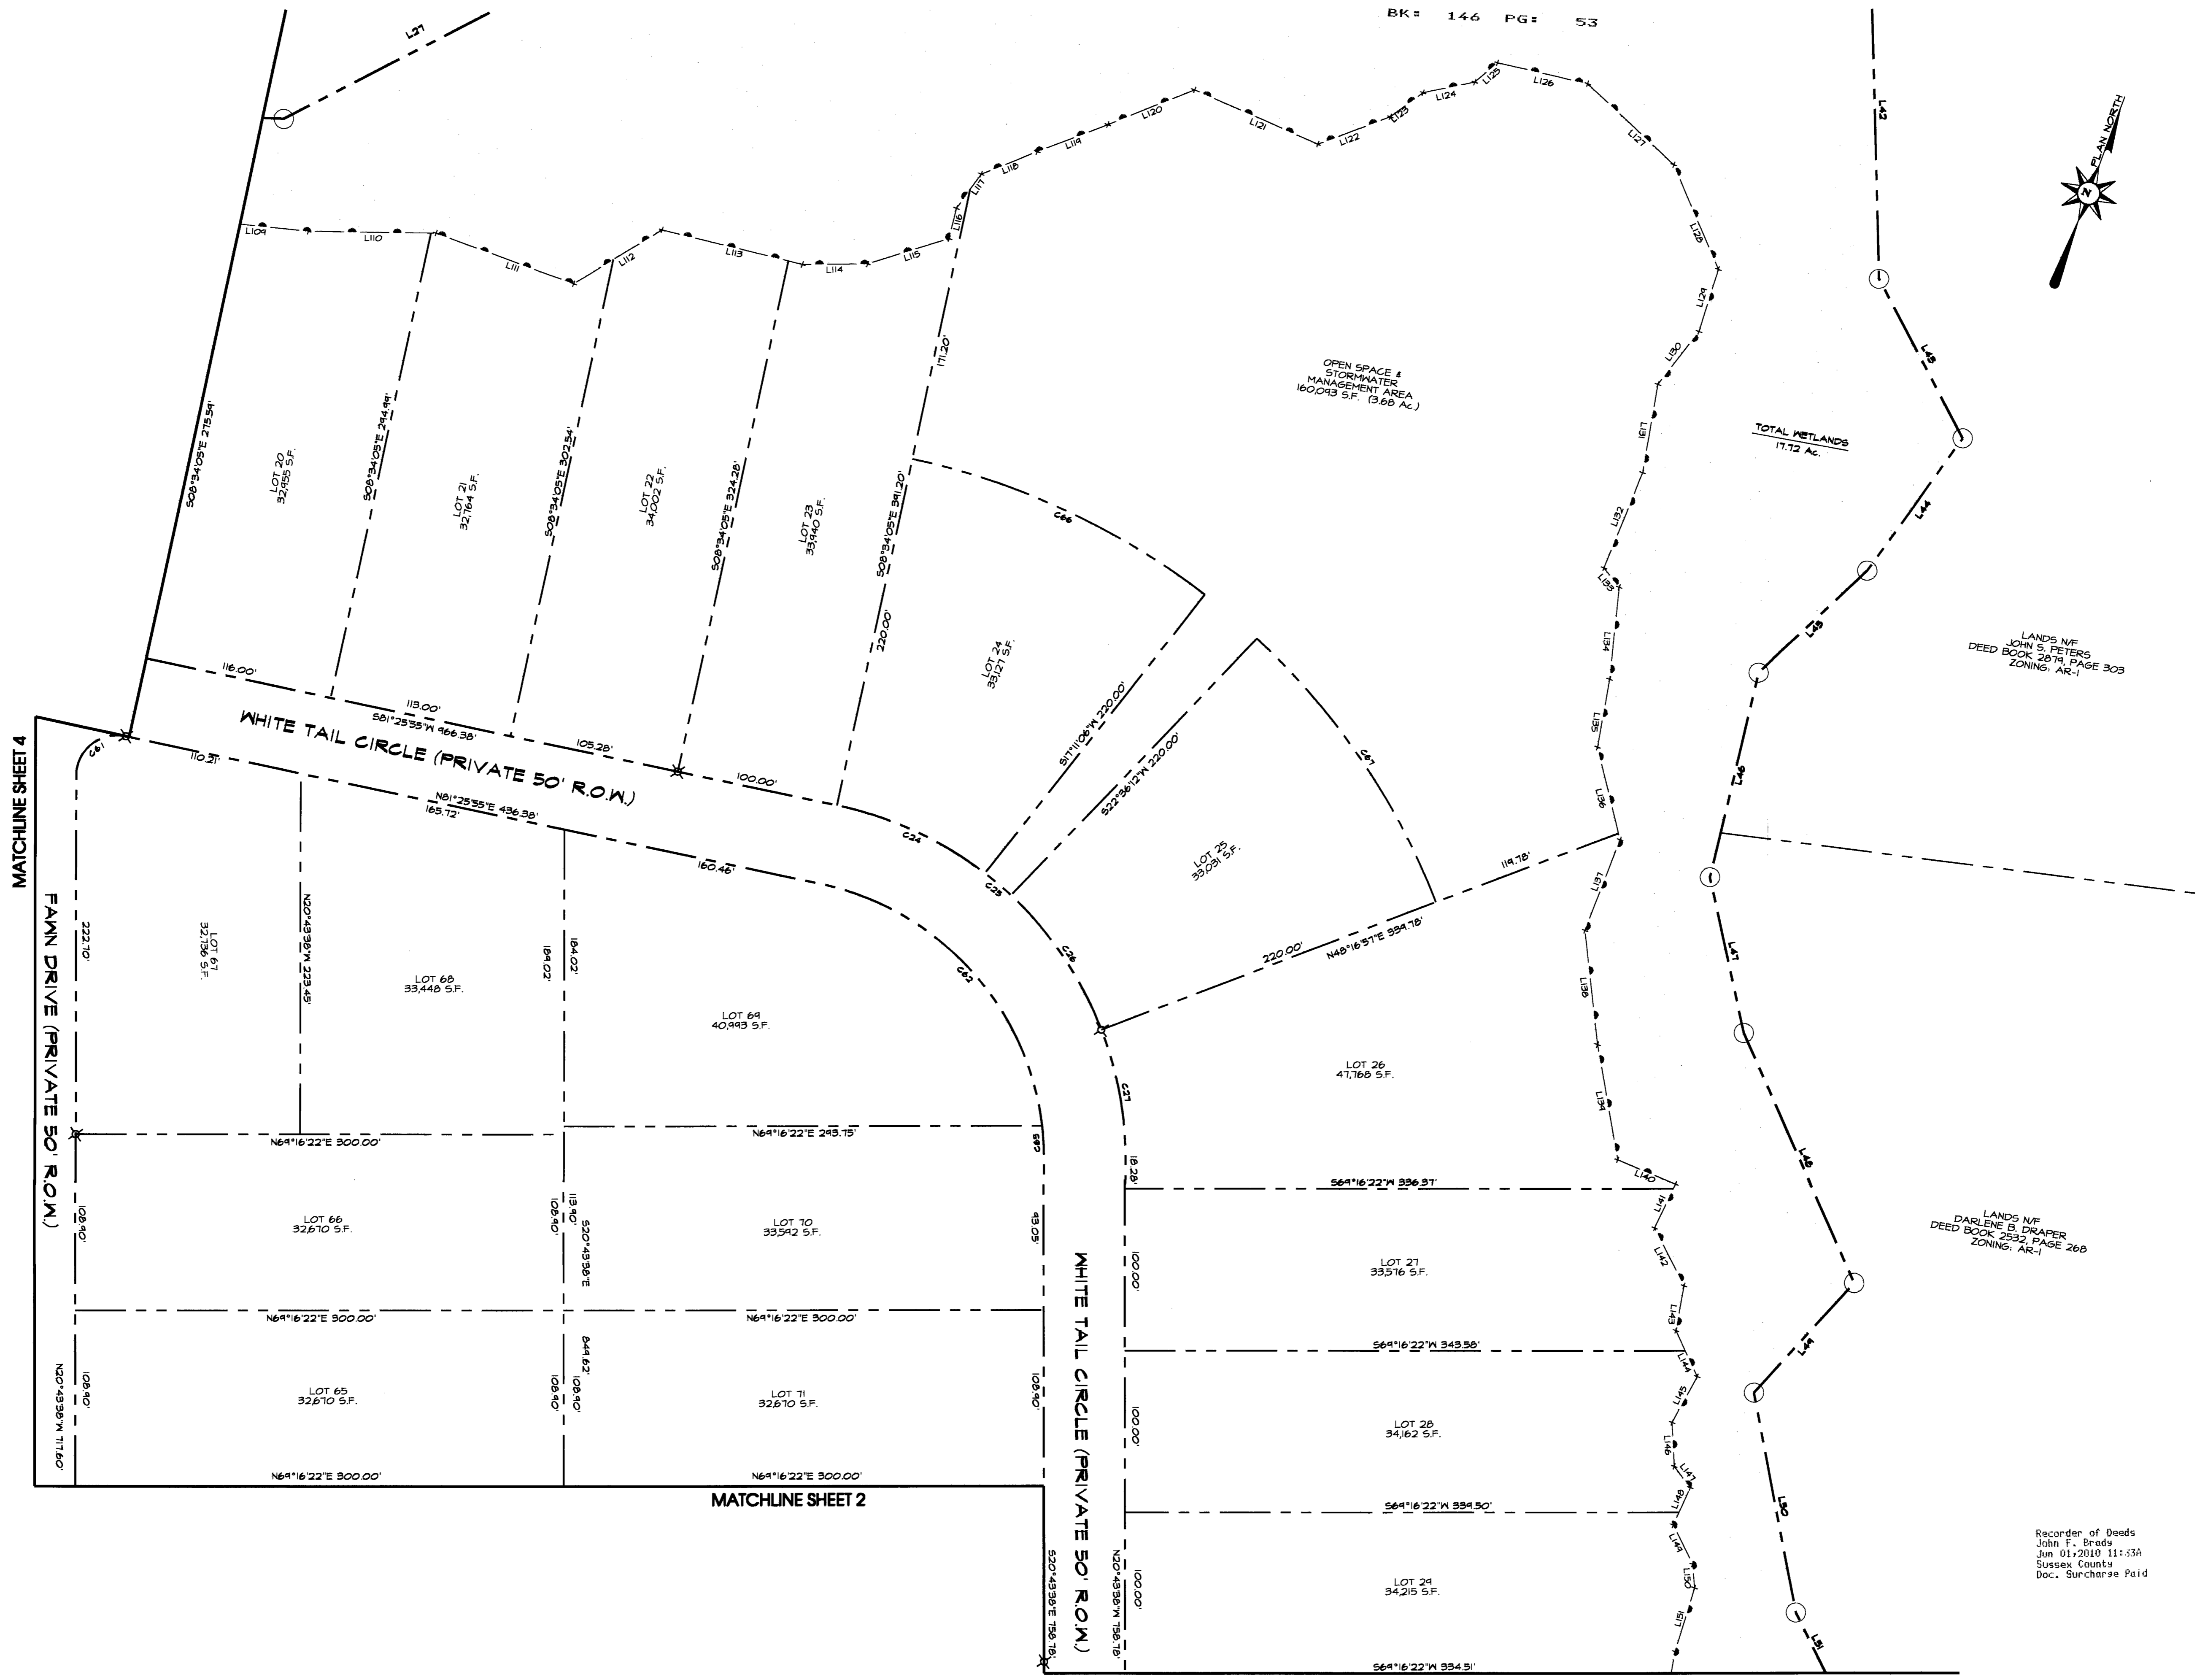 BK: 146 PG: 53
L27
L42
PLAN NORTH
N
L125
L126
L124
L123
L120
L121
L122
L119
L118
L127
L117
L116
L109
L110
L111
L112
L113
L114
L115
L128
L129
L130
L131
L132
L133
L134
L135
L136
L137
L138
L139
L140
L141
L142
L143
L144
L145
L146
L147
L148
L149
L150
L151
L44
L45
L46
L47
L48
L49
L50
L51
OPEN SPACE &
STORMWATER
MANAGEMENT AREA
160,093 S.F. (3.68 Ac.)
TOTAL WETLANDS
17.72 Ac.
LANDS N/F
JOHN S. PETERS
DEED BOOK 2879, PAGE 303
ZONING: AR-1
LANDS N/F
DARLENE B. DRAPER
DEED BOOK 2532, PAGE 268
ZONING: AR-1
S08°34'05"E 275.59'
LOT 20
32,955 S.F.
S08°34'05"E 294.99'
LOT 21
32,764 S.F.
S08°34'05"E 302.54'
LOT 22
34,002 S.F.
S08°34'05"E 324.28'
LOT 23
33,940 S.F.
S08°34'05"E 391.20'
171.20'
220.00'
C66
LOT 24
33,127 S.F.
S17°11'06"W 220.00'
S22°36'12"W 220.00'
C67
LOT 25
33,031 S.F.
119.78'
220.00'
N48°16'57"E 339.78'
116.00'
113.00'
S81°25'55"W 966.38'
105.28'
100.00'
WHITE TAIL CIRCLE (PRIVATE 50' R.O.W.)
C24
C25
C26
C27
C61
110.21'
N81°25'55"E 436.38'
165.72'
160.46'
C62
MATCHLINE SHEET 4
FAWN DRIVE (PRIVATE 50' R.O.W.)
222.70'
LOT 67
32,736 S.F.
N20°43'38"W 223.45'
LOT 68
33,448 S.F.
189.02'
184.02'
LOT 69
40,993 S.F.
N69°16'22"E 300.00'
N69°16'22"E 293.75'
LOT 26
47,768 S.F.
18.28'
S69°16'22"W 336.37'
108.90'
LOT 66
32,670 S.F.
108.90'
113.90'
S20°43'38"E
849.62'
LOT 70
33,592 S.F.
93.05'
100.00'
LOT 27
33,576 S.F.
N69°16'22"E 300.00'
N69°16'22"E 300.00'
S69°16'22"W 343.58'
108.90'
N20°43'38"W 717.60'
LOT 65
32,670 S.F.
108.90'
108.90'
LOT 71
32,670 S.F.
108.90'
WHITE TAIL CIRCLE (PRIVATE 50' R.O.W.)
100.00'
LOT 28
34,162 S.F.
N69°16'22"E 300.00'
N69°16'22"E 300.00'
MATCHLINE SHEET 2
S69°16'22"W 339.50'
S20°43'38"E 758.78'
N20°43'38"W 758.78'
100.00'
LOT 29
34,215 S.F.
S69°16'22"W 334.51'
Recorder of Deeds
John F. Brady
Jun 01,2010 11:33A
Sussex County
Doc. Surcharge Paid